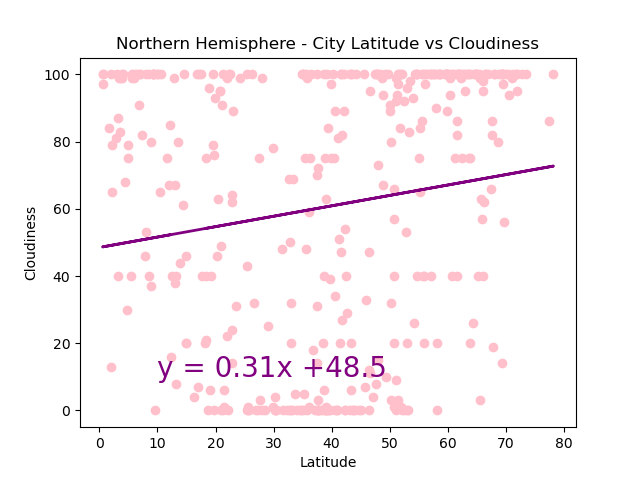 Northern Hemisphere - City Latitude vs Cloudiness
100
80
60
40
20
0
Cloudiness
y = 0.31x +48.5
0 10 20 30 40 50 60 70 80
Latitude